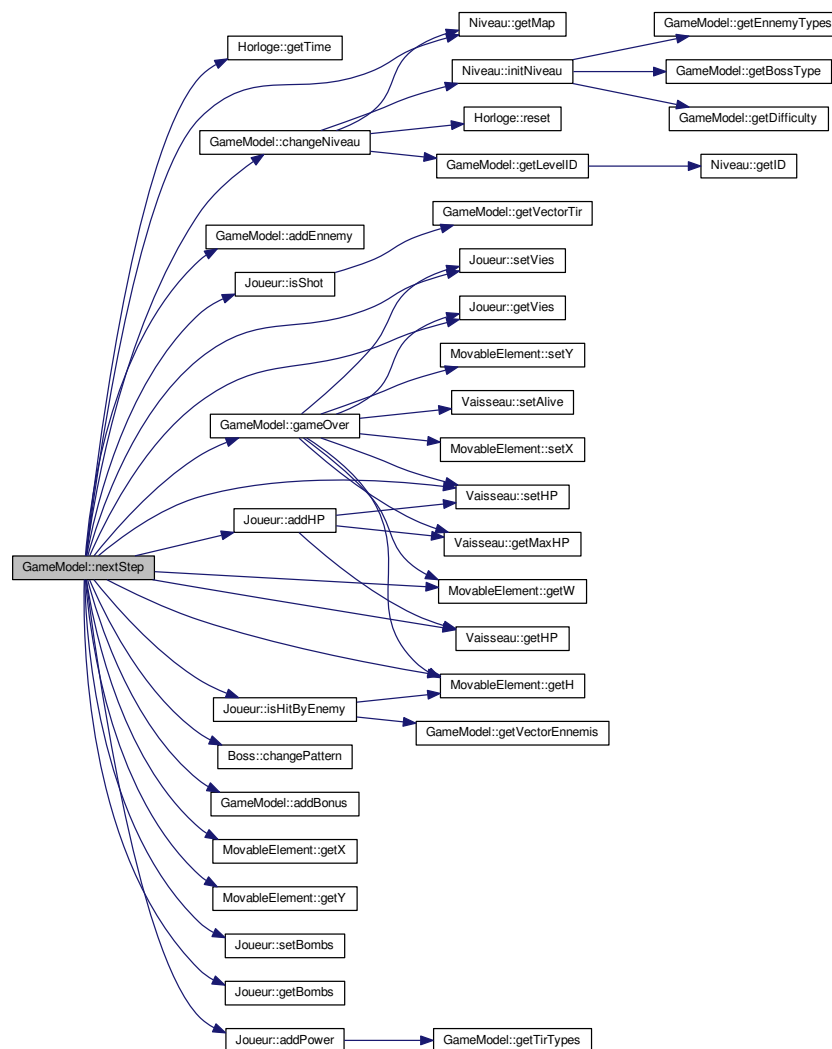 Niveau::getMap
GameModel::getEnnemyTypes
Horloge::getTime
Niveau::initNiveau
GameModel::getBossType
Horloge::reset
GameModel::getDifficulty
GameModel::changeNiveau
GameModel::getLevelID
Niveau::getID
GameModel::getVectorTir
GameModel::addEnnemy
Joueur::setVies
Joueur::isShot
Joueur::getVies
MovableElement::setY
Vaisseau::setAlive
GameModel::gameOver
MovableElement::setX
Vaisseau::setHP
Joueur::addHP
Vaisseau::getMaxHP
GameModel::nextStep
MovableElement::getW
Vaisseau::getHP
MovableElement::getH
Joueur::isHitByEnemy
GameModel::getVectorEnnemis
Boss::changePattern
GameModel::addBonus
MovableElement::getX
MovableElement::getY
Joueur::setBombs
Joueur::getBombs
Joueur::addPower
GameModel::getTirTypes